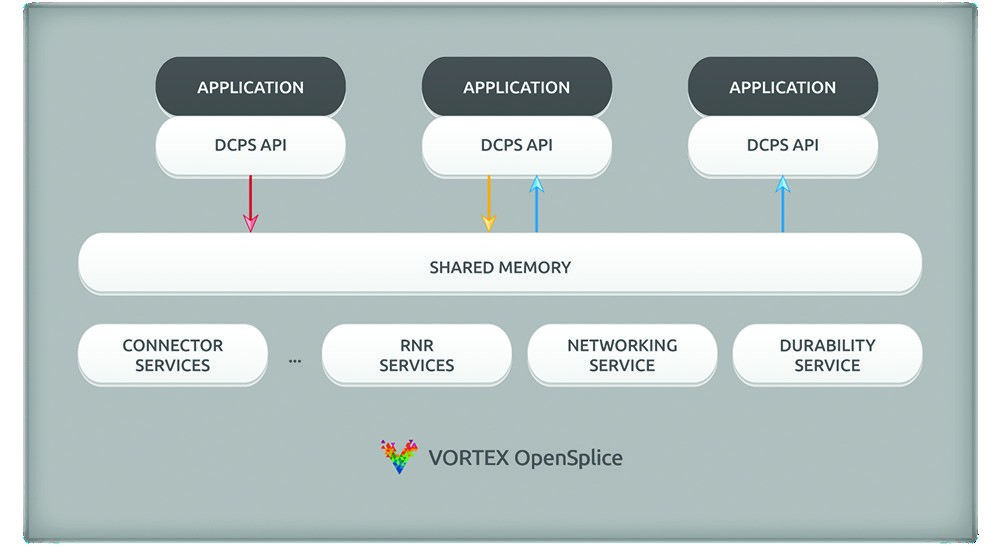 APPLICATION
APPLICATION
APPLICATION
DCPS API
DCPS API
DCPS API
SHARED MEMORY
CONNECTOR
SERVICES
...
RNR
SERVICES
NETWORKING
SERVICE
DURABILITY
SERVICE
VORTEX OpenSplice